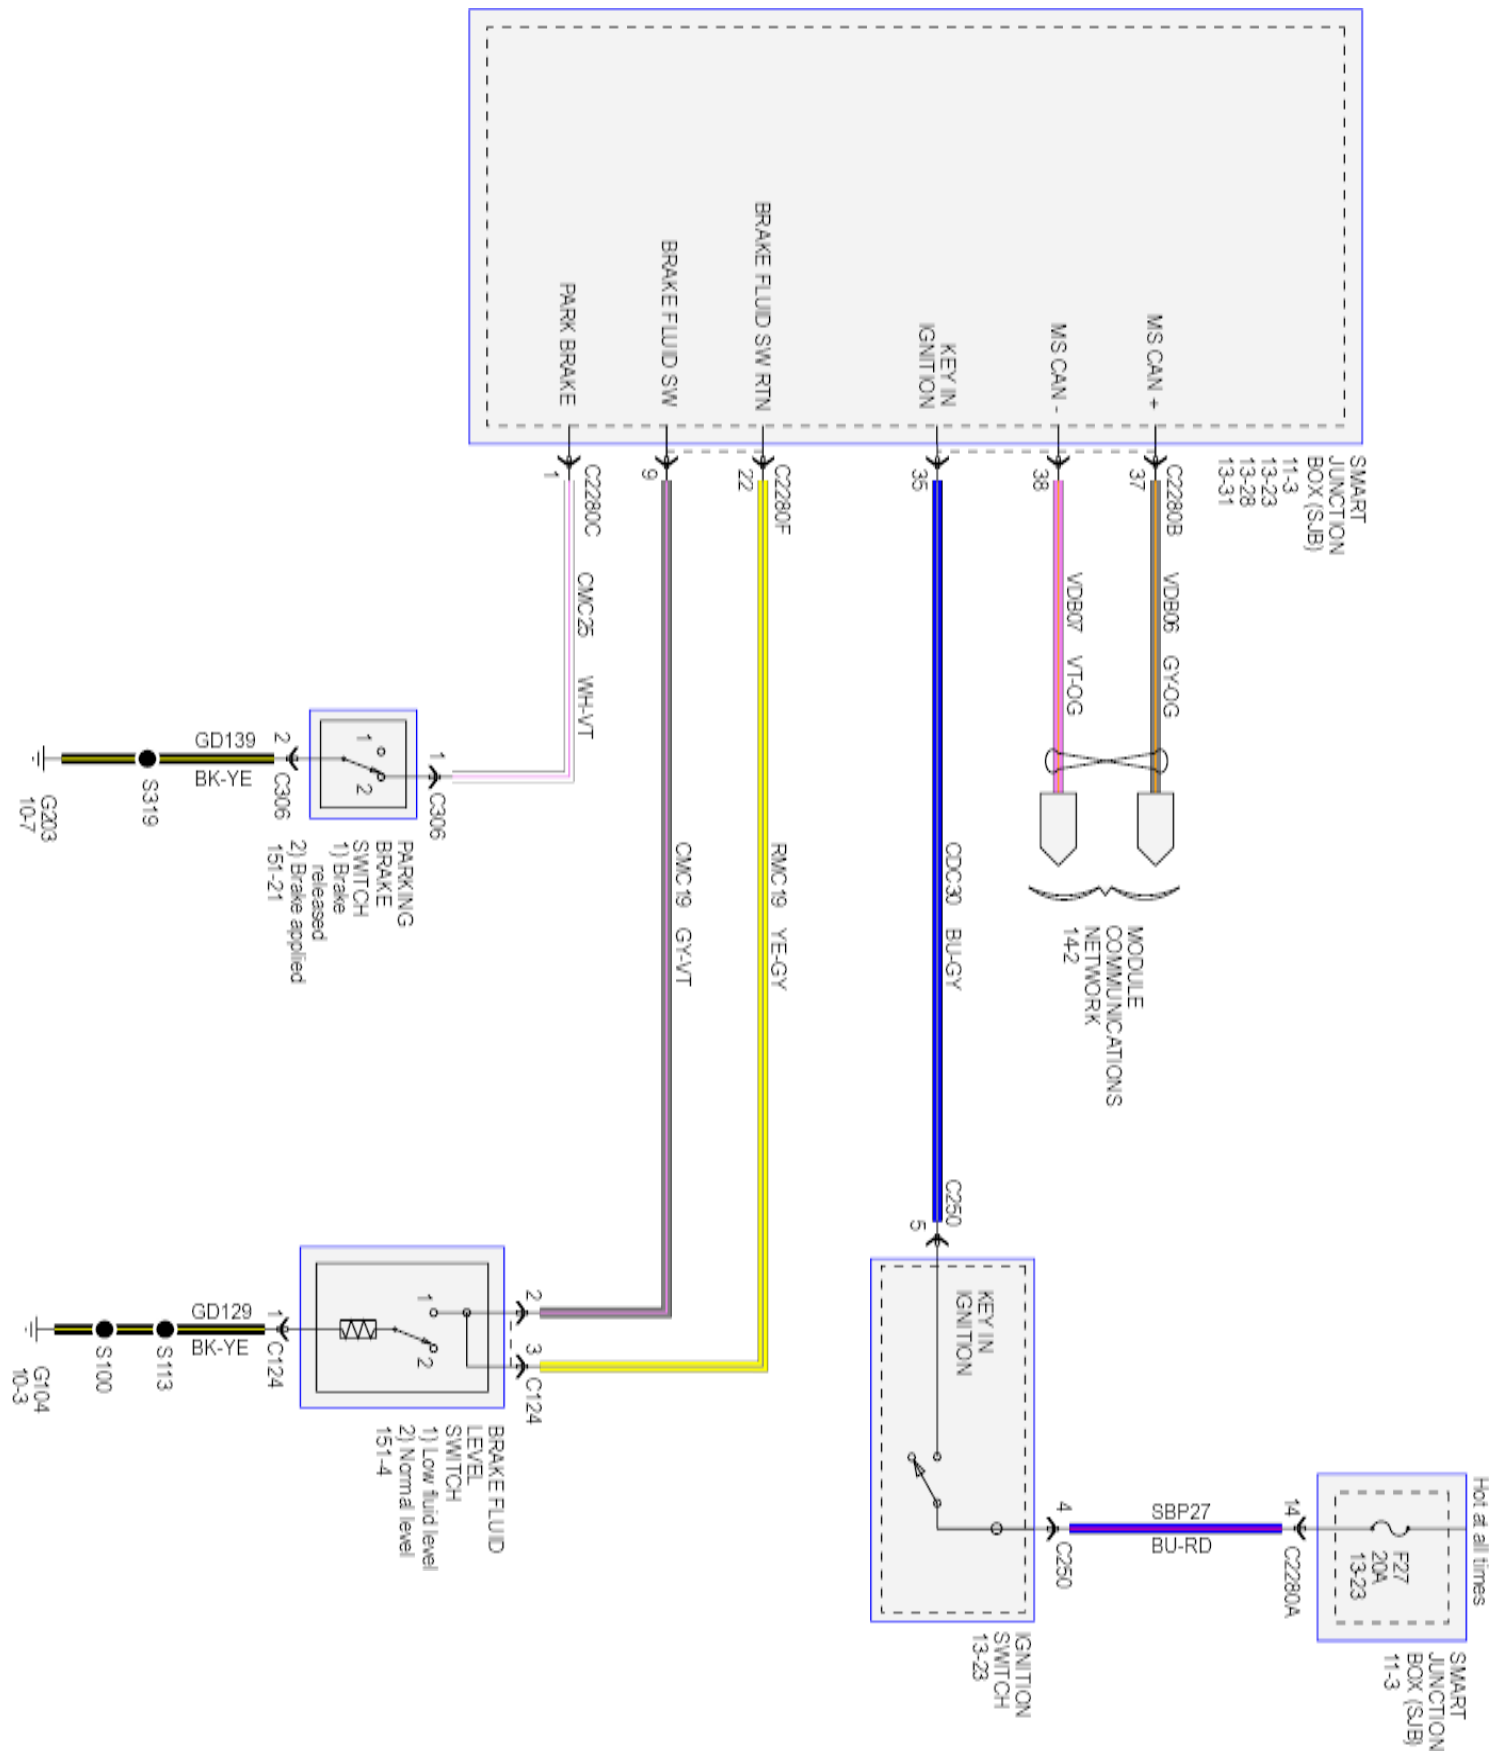 Hot at all times
F27
20A
13-23
SMART
JUNCTION
BOX (SJB)
11-3
14
C2280A
SBP27
BU-RD
4
C250
KEY IN
IGNITION
IGNITION
SWITCH
13-23
C250
5
SMART
JUNCTION
BOX (SJB)
11-3
13-23
13-28
13-31
MS CAN +
MS CAN -
KEY IN
IGNITION
BRAKE FLUID SW RTN
BRAKE FLUID SW
PARK BRAKE
C2280B
37
38
35
C2280F
22
9
C2280C
1
VDB06 GY-OG
VDB07 VT-OG
MODULE
COMMUNICATIONS
NETWORK
14-2
CDC30 BU-GY
RMC19 YE-GY
CMC19 GY-VT
CMC25 WH-VT
1
C306
1
2
PARKING
BRAKE
SWITCH
1) Brake
released
2) Brake applied
151-21
2
C306
GD139
BK-YE
S319
G203
10-7
2
3
C124
1
2
BRAKE FLUID
LEVEL
SWITCH
1) Low fluid level
2) Normal level
151-4
1
C124
GD129
BK-YE
S113
S100
G104
10-3